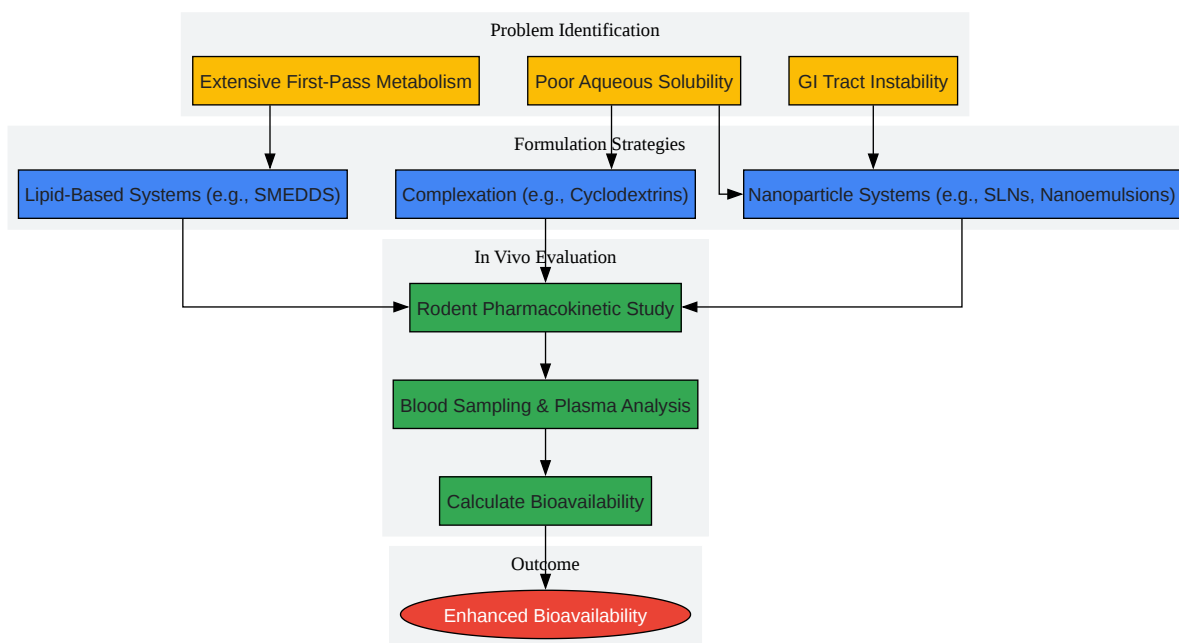 Problem Identification
Extensive First-Pass Metabolism
Poor Aqueous Solubility
GI Tract Instability
Formulation Strategies
Lipid-Based Systems (e.g., SMEDDS)
Complexation (e.g., Cyclodextrins)
Nanoparticle Systems (e.g., SLNs, Nanoemulsions)
In Vivo Evaluation
Rodent Pharmacokinetic Study
Blood Sampling & Plasma Analysis
Calculate Bioavailability
Outcome
Enhanced Bioavailability